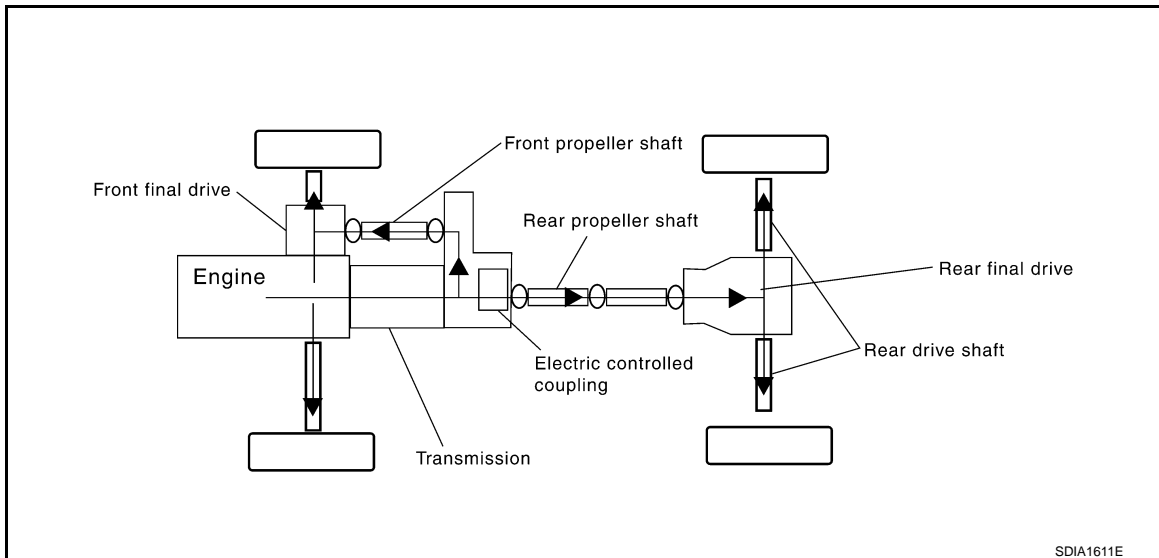 Front propeller shaft
Front final drive
Rear propeller shaft
Engine
Rear final drive
Electric controlled
coupling
Rear drive shaft
Transmission
SDIA1611E